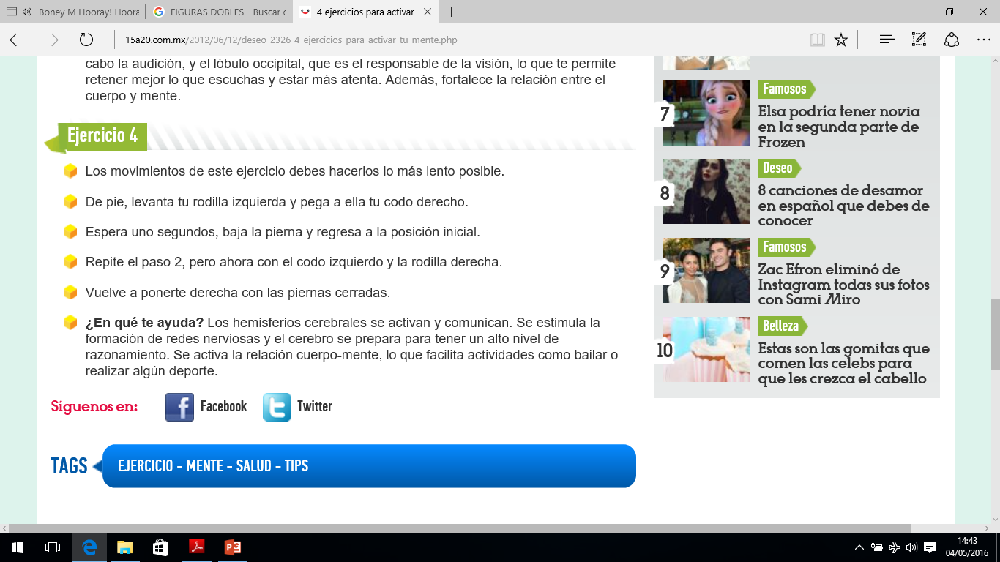 Boney M Hooray! Hoora
FIGURAS DOBLES - Buscar c
4 ejercicios para activar
15a20.com.mx/2012/06/12/deseo-2326-4-ejercicios-para-activar-tu-mente.php
cabo la audición, y el lóbulo occipital, que es el responsable de la visión, lo que te permite
retener mejor lo que escuchas y estar más atenta. Además, fortalece la relación entre el
cuerpo y mente.
Ejercicio 4
Los movimientos de este ejercicio debes hacerlos lo más lento posible.
De pie, levanta tu rodilla izquierda y pega a ella tu codo derecho.
Espera uno segundos, baja la pierna y regresa a la posición inicial.
Repite el paso 2, pero ahora con el codo izquierdo y la rodilla derecha.
Vuelve a ponerte derecha con las piernas cerradas.
¿En qué te ayuda? Los hemisferios cerebrales se activan y comunican. Se estimula la
formación de redes nerviosas y el cerebro se prepara para tener un alto nivel de
razonamiento. Se activa la relación cuerpo-mente, lo que facilita actividades como bailar o
realizar algún deporte.
Síguenos en:
Facebook
Twitter
TAGS
EJERCICIO - MENTE - SALUD - TIPS
7
Famosos
Elsa podría tener novia
en la segunda parte de
Frozen
8
Deseo
8 canciones de desamor
en español que debes de
conocer
9
Famosos
Zac Efron eliminó de
Instagram todas sus fotos
con Sami Miro
10
Belleza
Estas son las gomitas que
comen las celebs para
que les crezca el cabello
14:43
04/05/2016